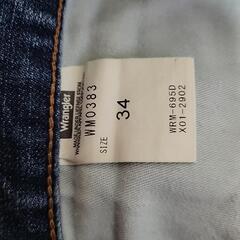 Wrangler
WM0383
SIZE
34
WRM-695D
X01-2902